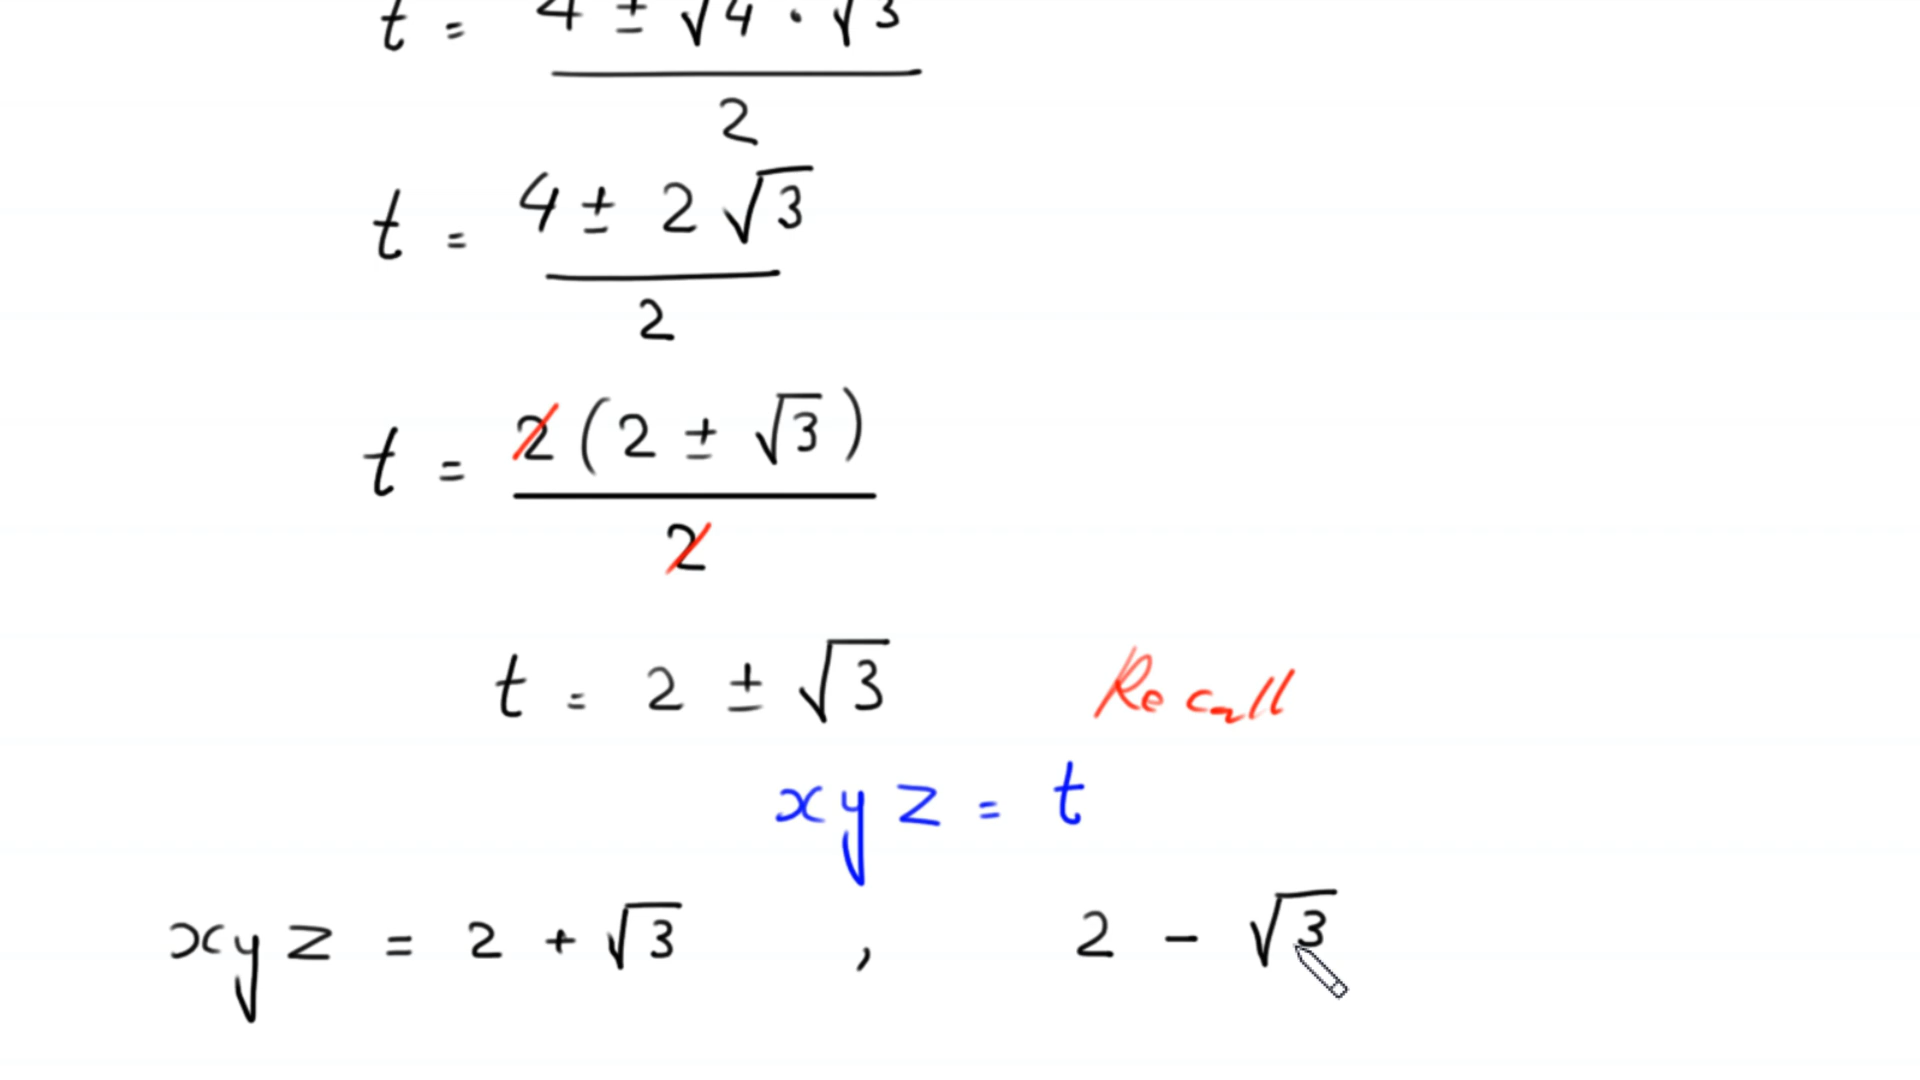 t = 4 ± √4 · √3
2
t = 4 ± 2 √3
2
t = 2 (2 ± √3)
2
t = 2 ± √3 Recall
xyz = t
xyz = 2 + √3 , 2 - √3